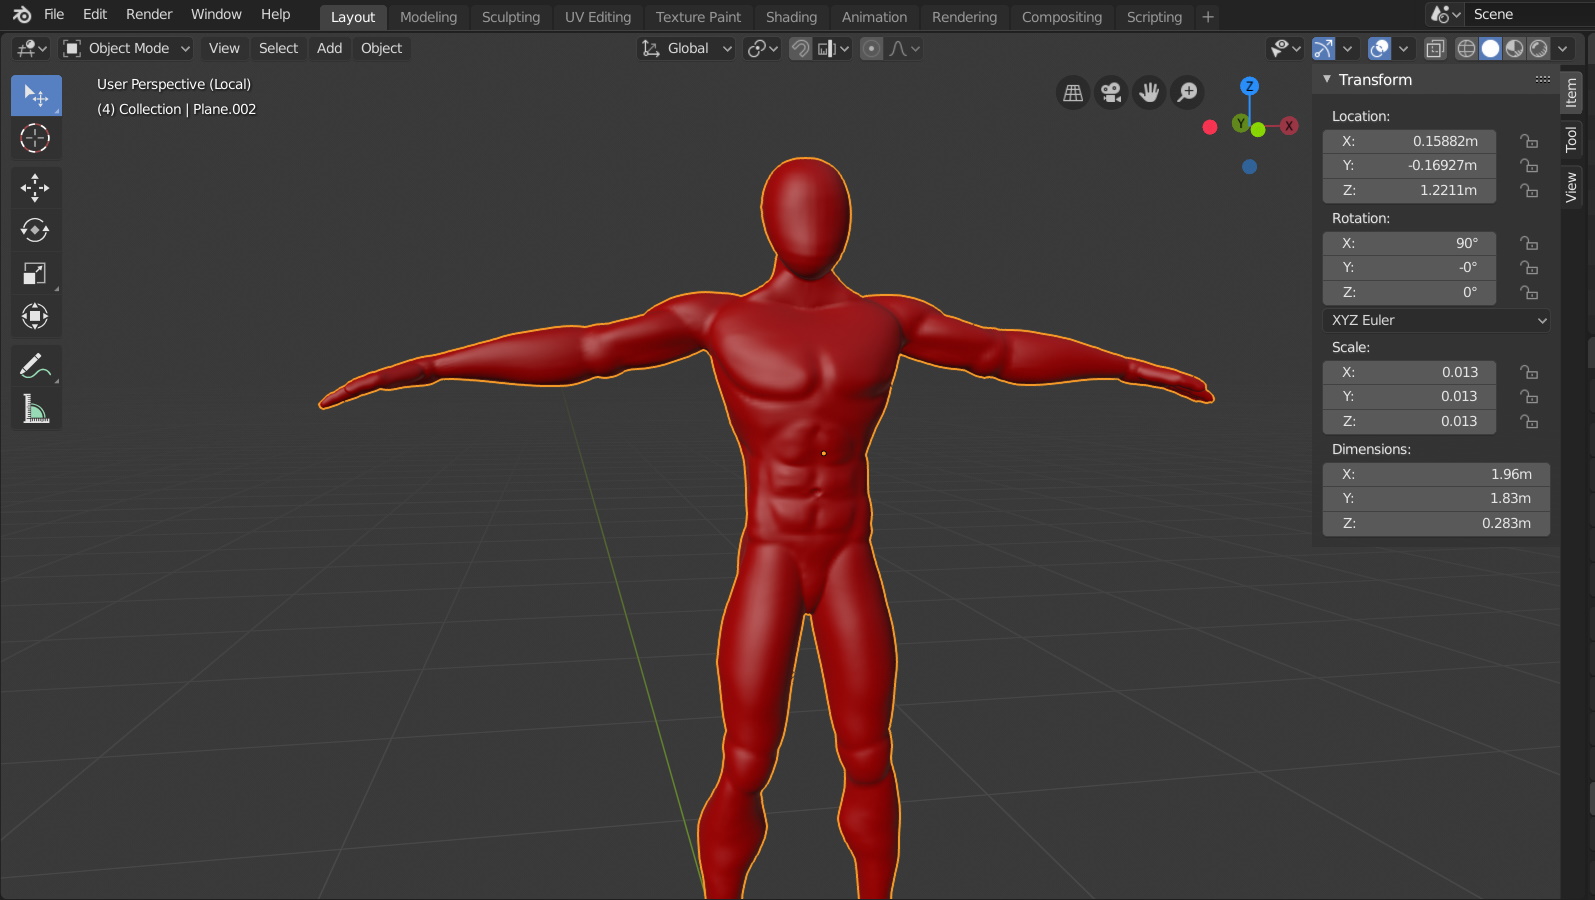 File Edit Render Window Help Layout Modeling Sculpting UV Editing Texture Paint Shading Animation Rendering Compositing Scripting + Scene
Object Mode View Select Add Object Global
User Perspective (Local)
(4) Collection | Plane.002
Z
Y
X
Transform
Location:
X: 0.15882m
Y: -0.16927m
Z: 1.2211m
Rotation:
X: 90°
Y: -0°
Z: 0°
XYZ Euler
Scale:
X: 0.013
Y: 0.013
Z: 0.013
Dimensions:
X: 1.96m
Y: 1.83m
Z: 0.283m
Item
Tool
View